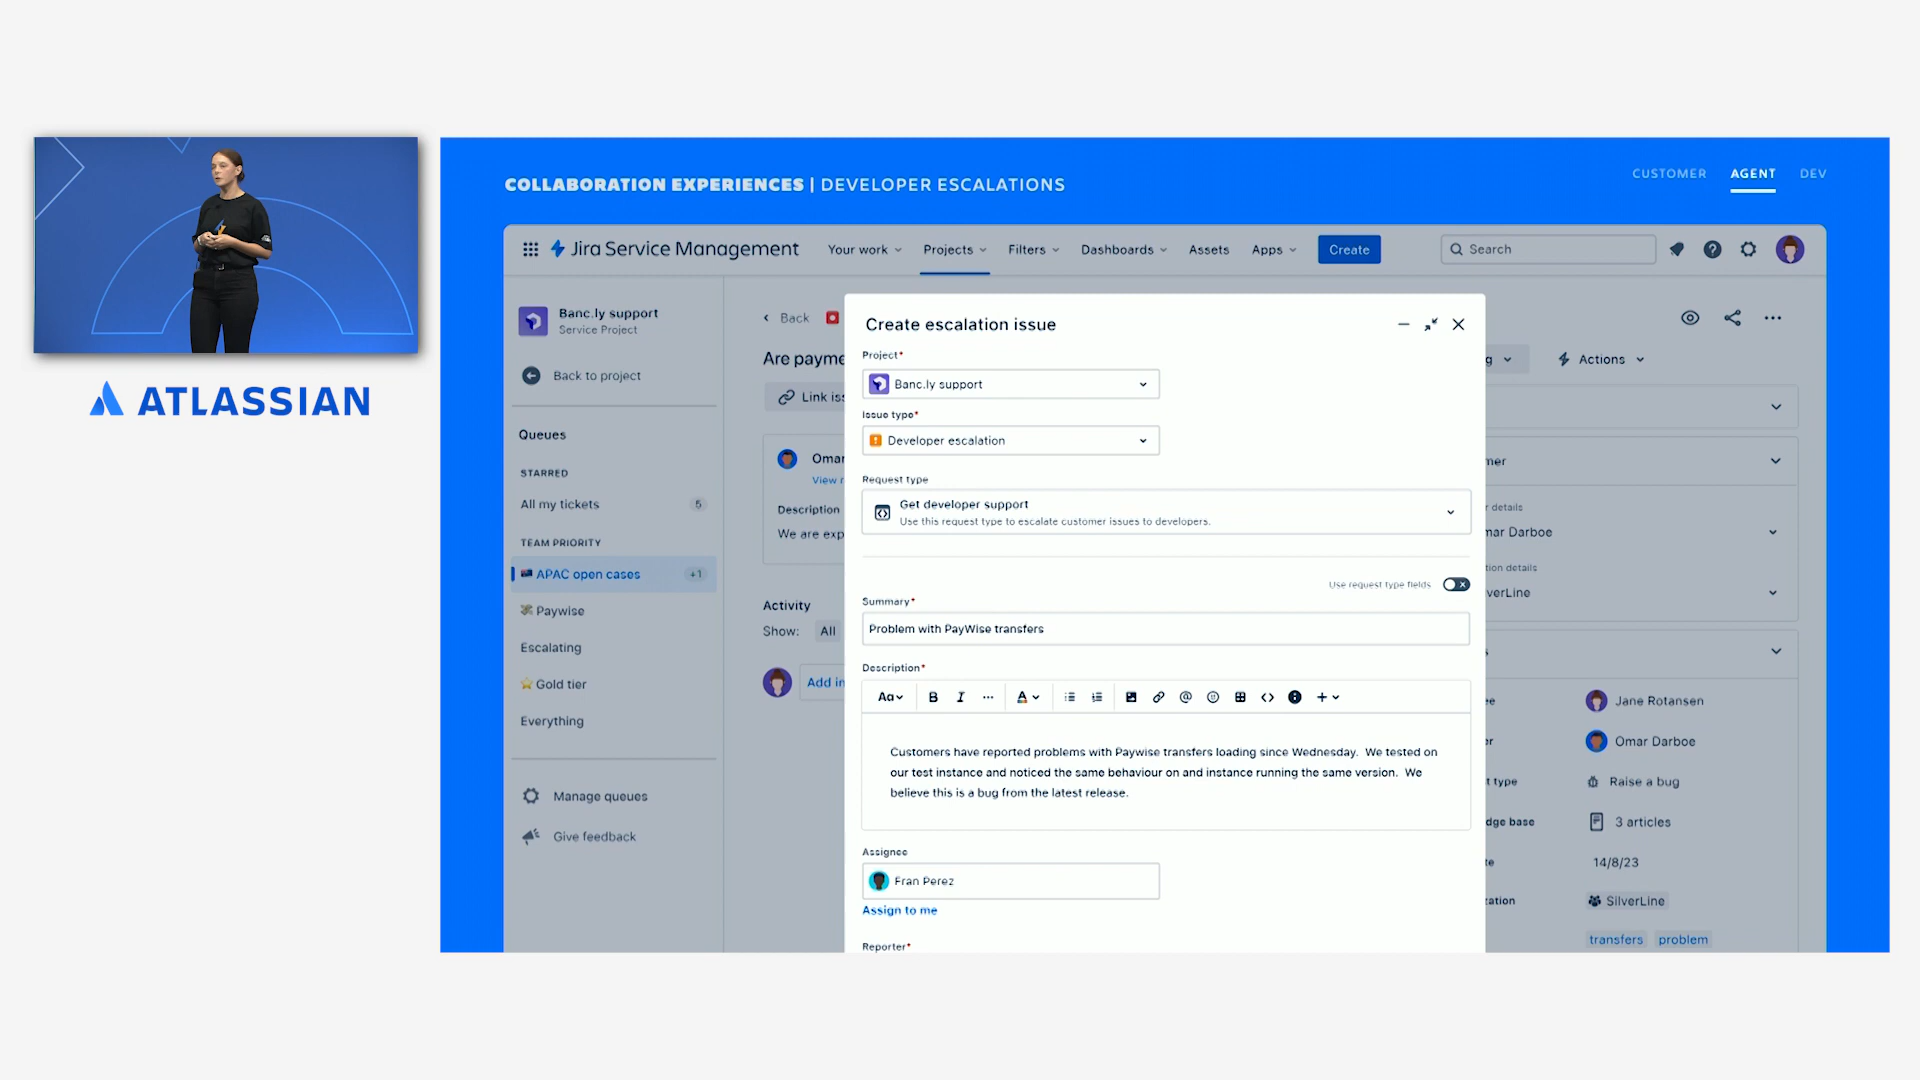 ATLASSIAN
COLLABORATION EXPERIENCES | DEVELOPER ESCALATIONS
CUSTOMER AGENT DEV
Jira Service Management Your work Projects Filters Dashboards Assets Apps Create Search
Banc.ly support
Service Project
Back to project
Queues
STARRED
All my tickets 5
TEAM PRIORITY
APAC open cases +1
Paywise
Escalating
Gold tier
Everything
Manage queues
Give feedback
Back
Are payme
Link iss
Omar
View r
Description
We are exp
Activity
Show: All
Add in
Create escalation issue
Project*
Banc.ly support
Issue type*
Developer escalation
Request type
Get developer support
Use this request type to escalate customer issues to developers.
Use request type fields
Summary*
Problem with PayWise transfers
Description*
Aa B I A
Customers have reported problems with Paywise transfers loading since Wednesday. We tested on
our test instance and noticed the same behaviour on and instance running the same version. We
believe this is a bug from the latest release.
Assignee
Fran Perez
Assign to me
Reporter*
g Actions
mer
r details
mar Darboe
tion details
verLine
s
ee Jane Rotansen
er Omar Darboe
t type Raise a bug
dge base 3 articles
te 14/8/23
zation SilverLine
transfers problem